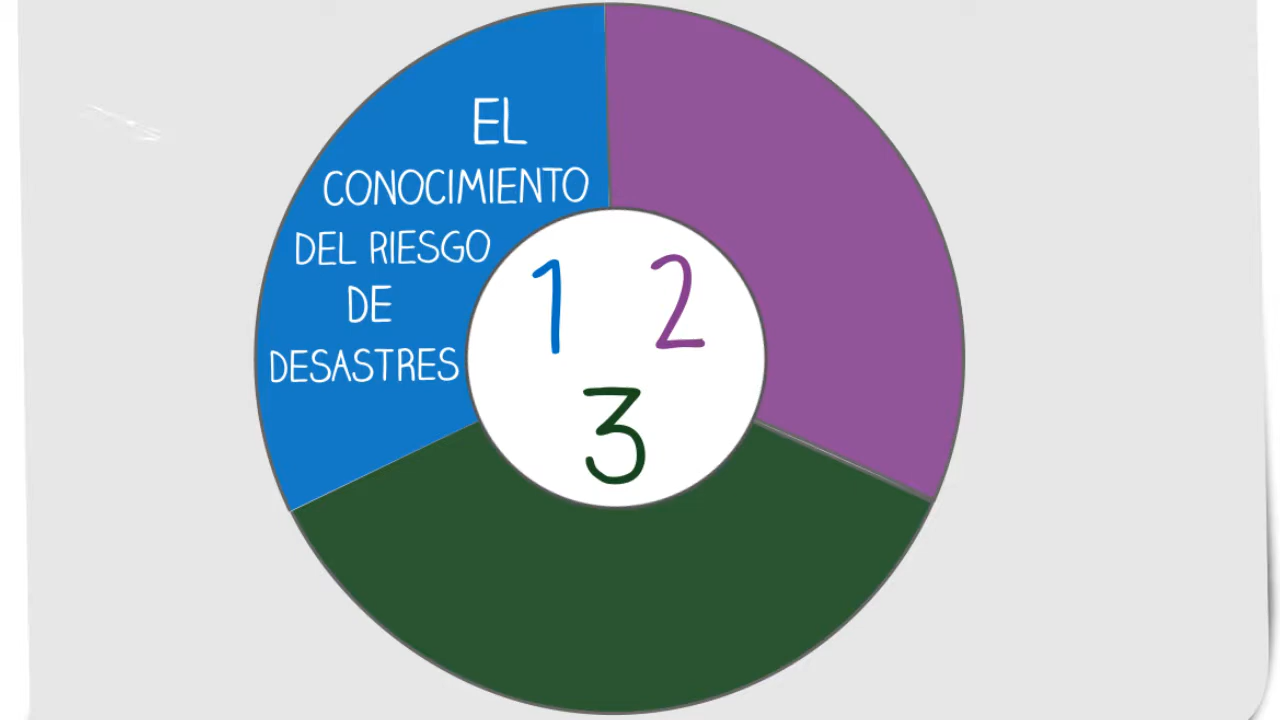 EL
CONOCIMIENTO
DEL RIESGO
DE
DESASTRES
1 2
3